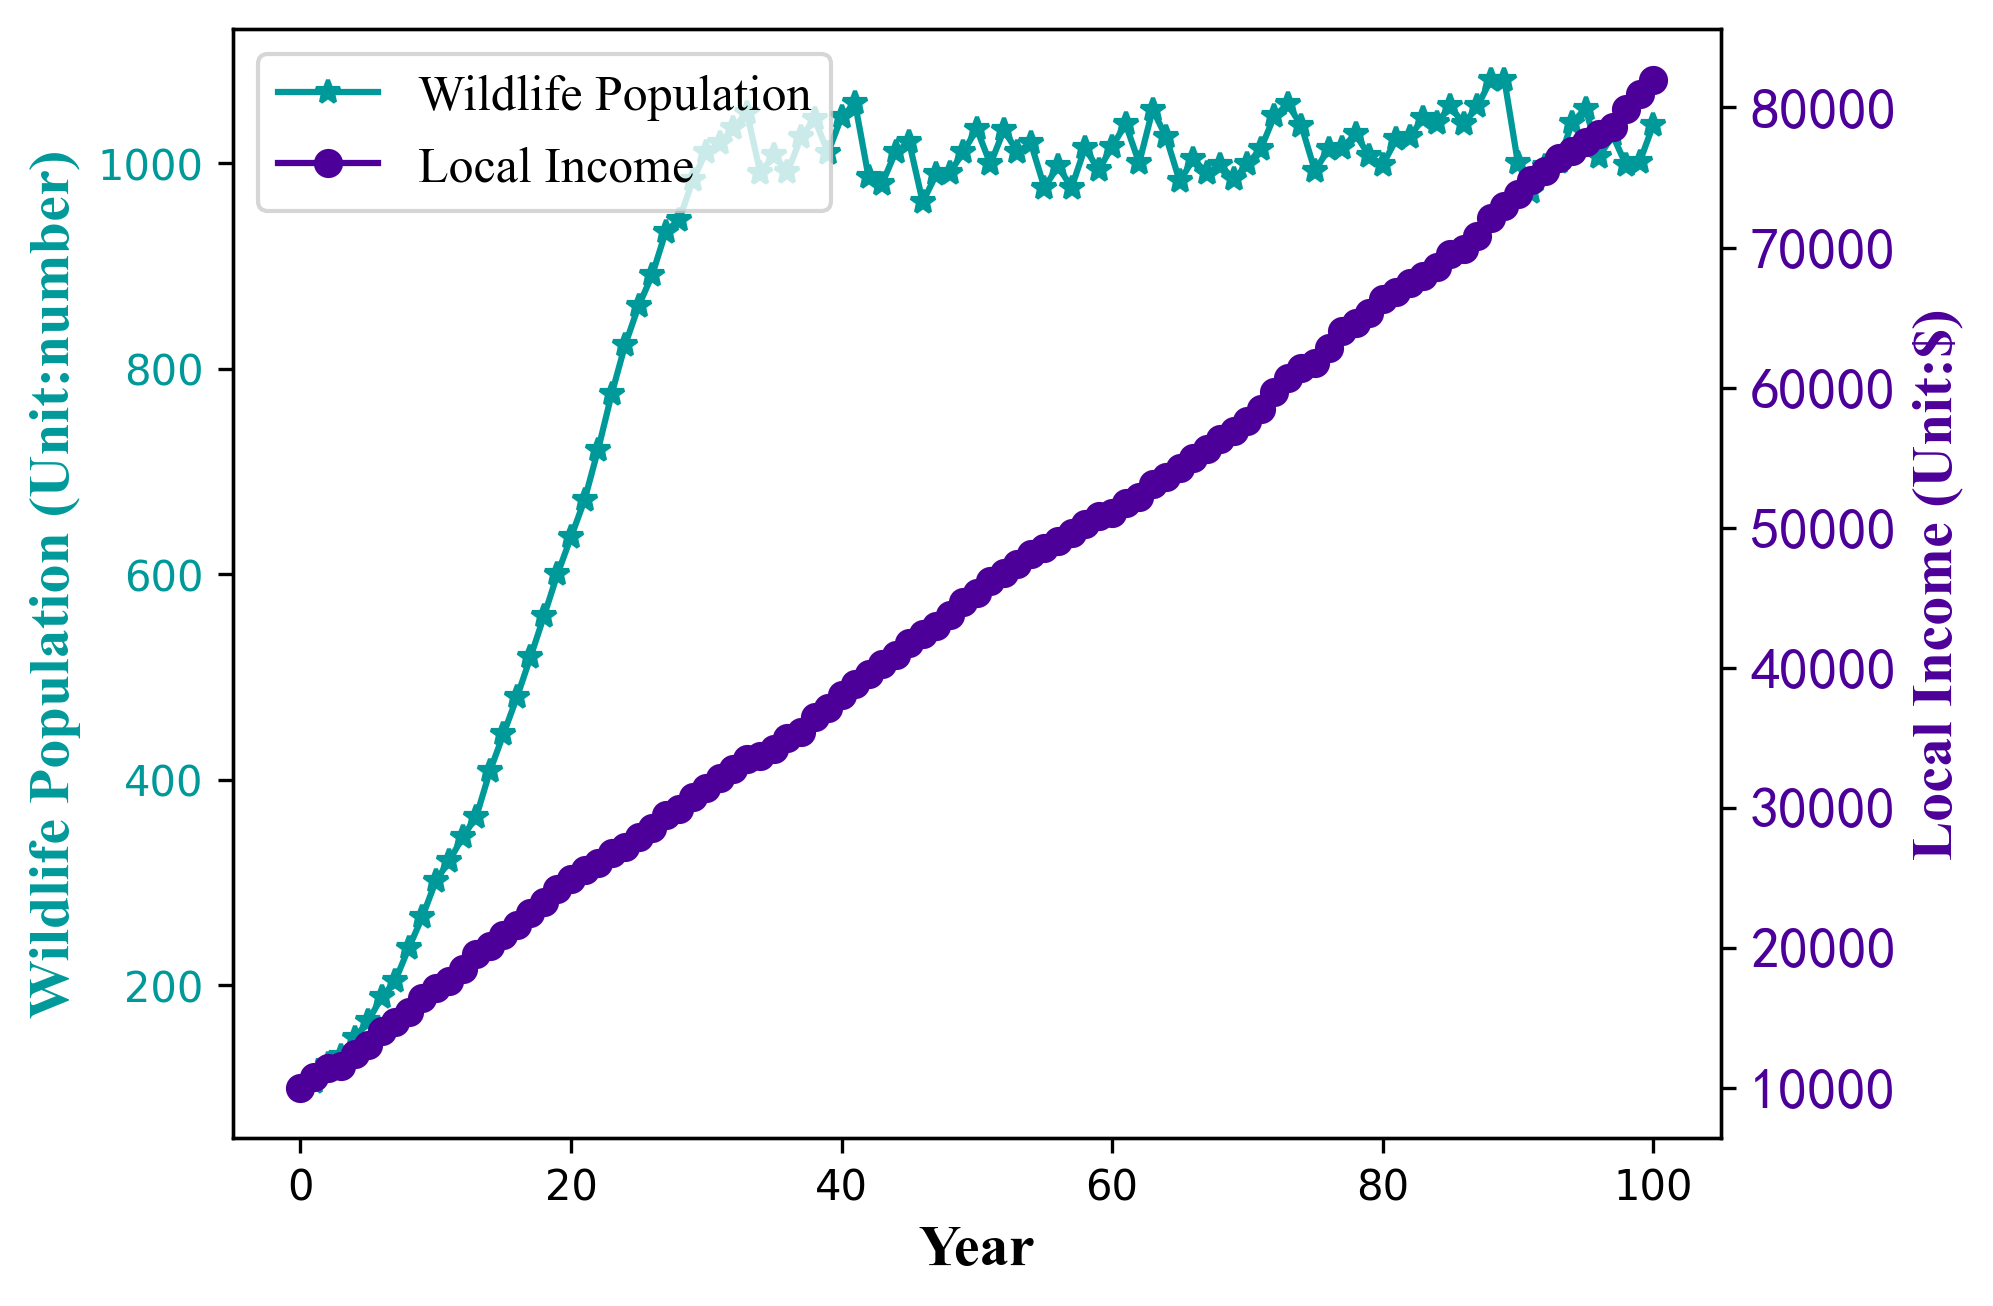 Wildlife Population
Local Income
Wildlife Population (Unit:number)
1000
800
600
400
200
80000
70000
60000
50000
40000
30000
20000
10000
Local Income (Unit:$)
0 20 40 60 80 100
Year